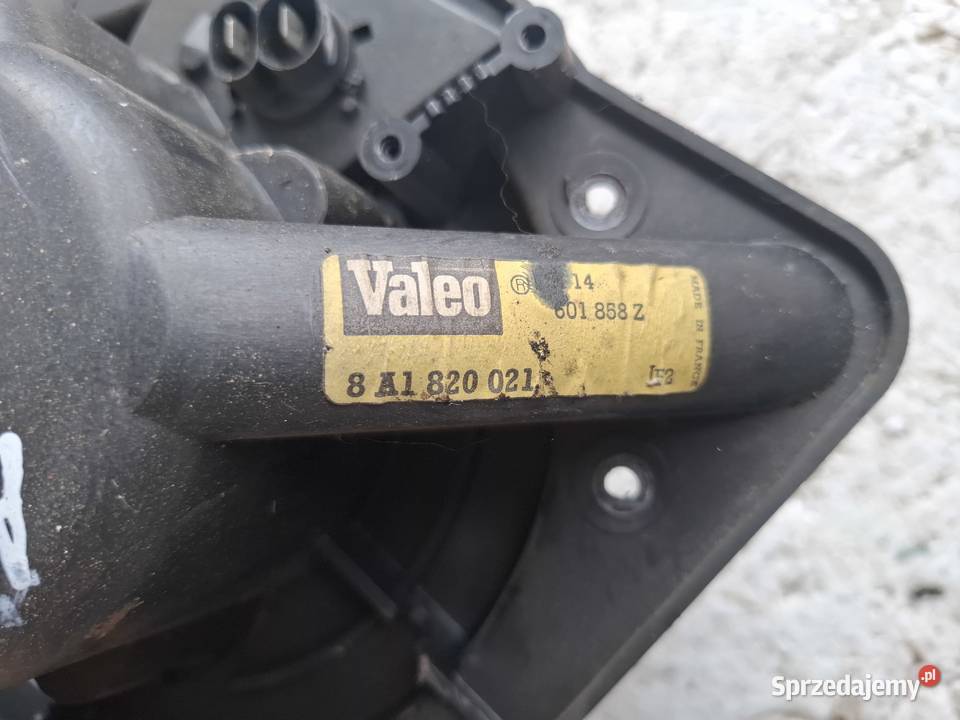 Valeo
® 14
601 858 Z
8 A1 820 021
MADE IN FRANCE
Sprzedajemy.pl